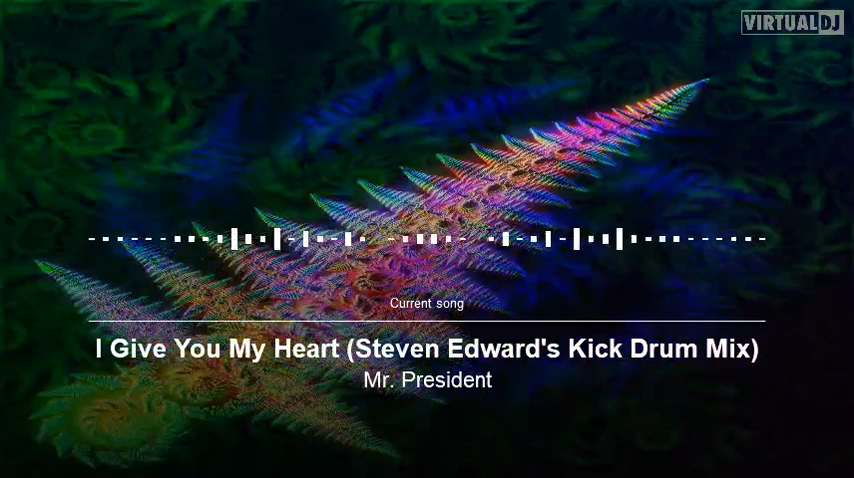 VIRTUALDJ
Current song
I Give You My Heart (Steven Edward's Kick Drum Mix)
Mr. President